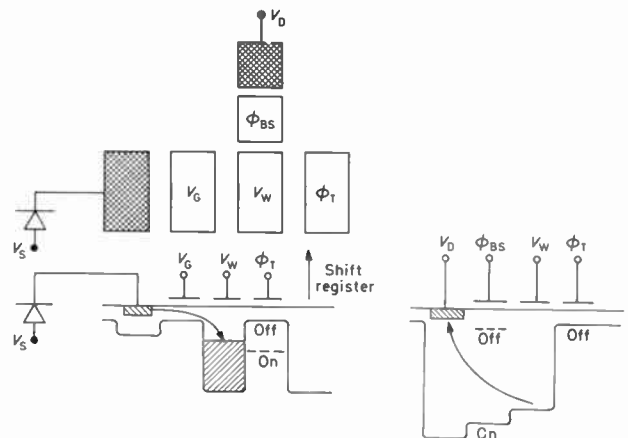 V_D
ϕ_BS
V_G
V_W
ϕ_T
V_S
V_G
V_W
ϕ_T
Shift
register
V_S
Off
On
V_D
ϕ_BS
V_W
ϕ_T
Off
Off
On